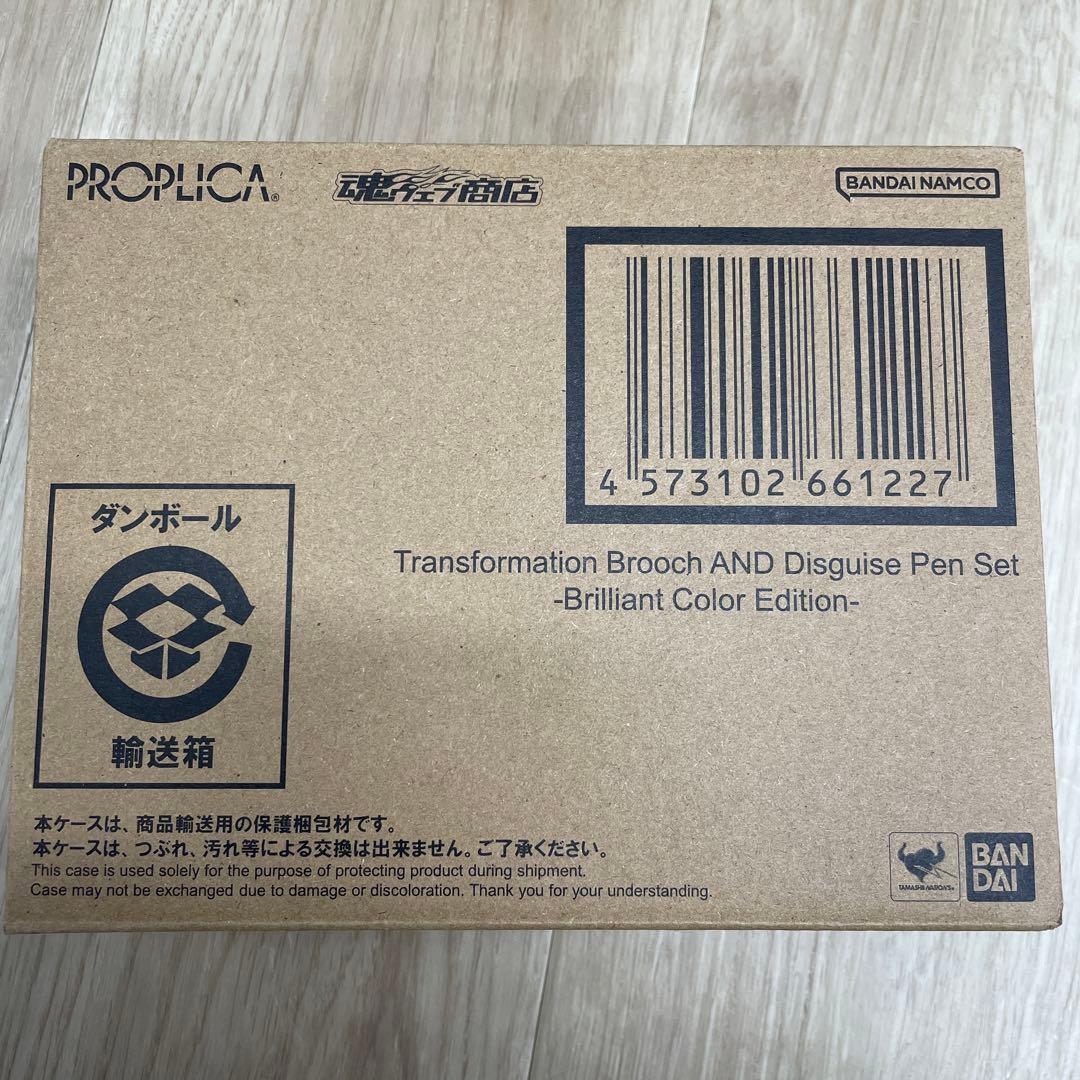 PROPLICA®
魂ウェブ商店
BANDAI NAMCO
4 573102 661227
Transformation Brooch AND Disguise Pen Set
-Brilliant Color Edition-
ダンボール
輸送箱
本ケースは、商品輸送用の保護梱包材です。
本ケースは、つぶれ、汚れ等による交換は出来ません。ご了承ください。
This case is used solely for the purpose of protecting product during shipment.
Case may not be exchanged due to damage or discoloration. Thank you for your understanding.
TAMASHII NATIONS®
BAN
DAI